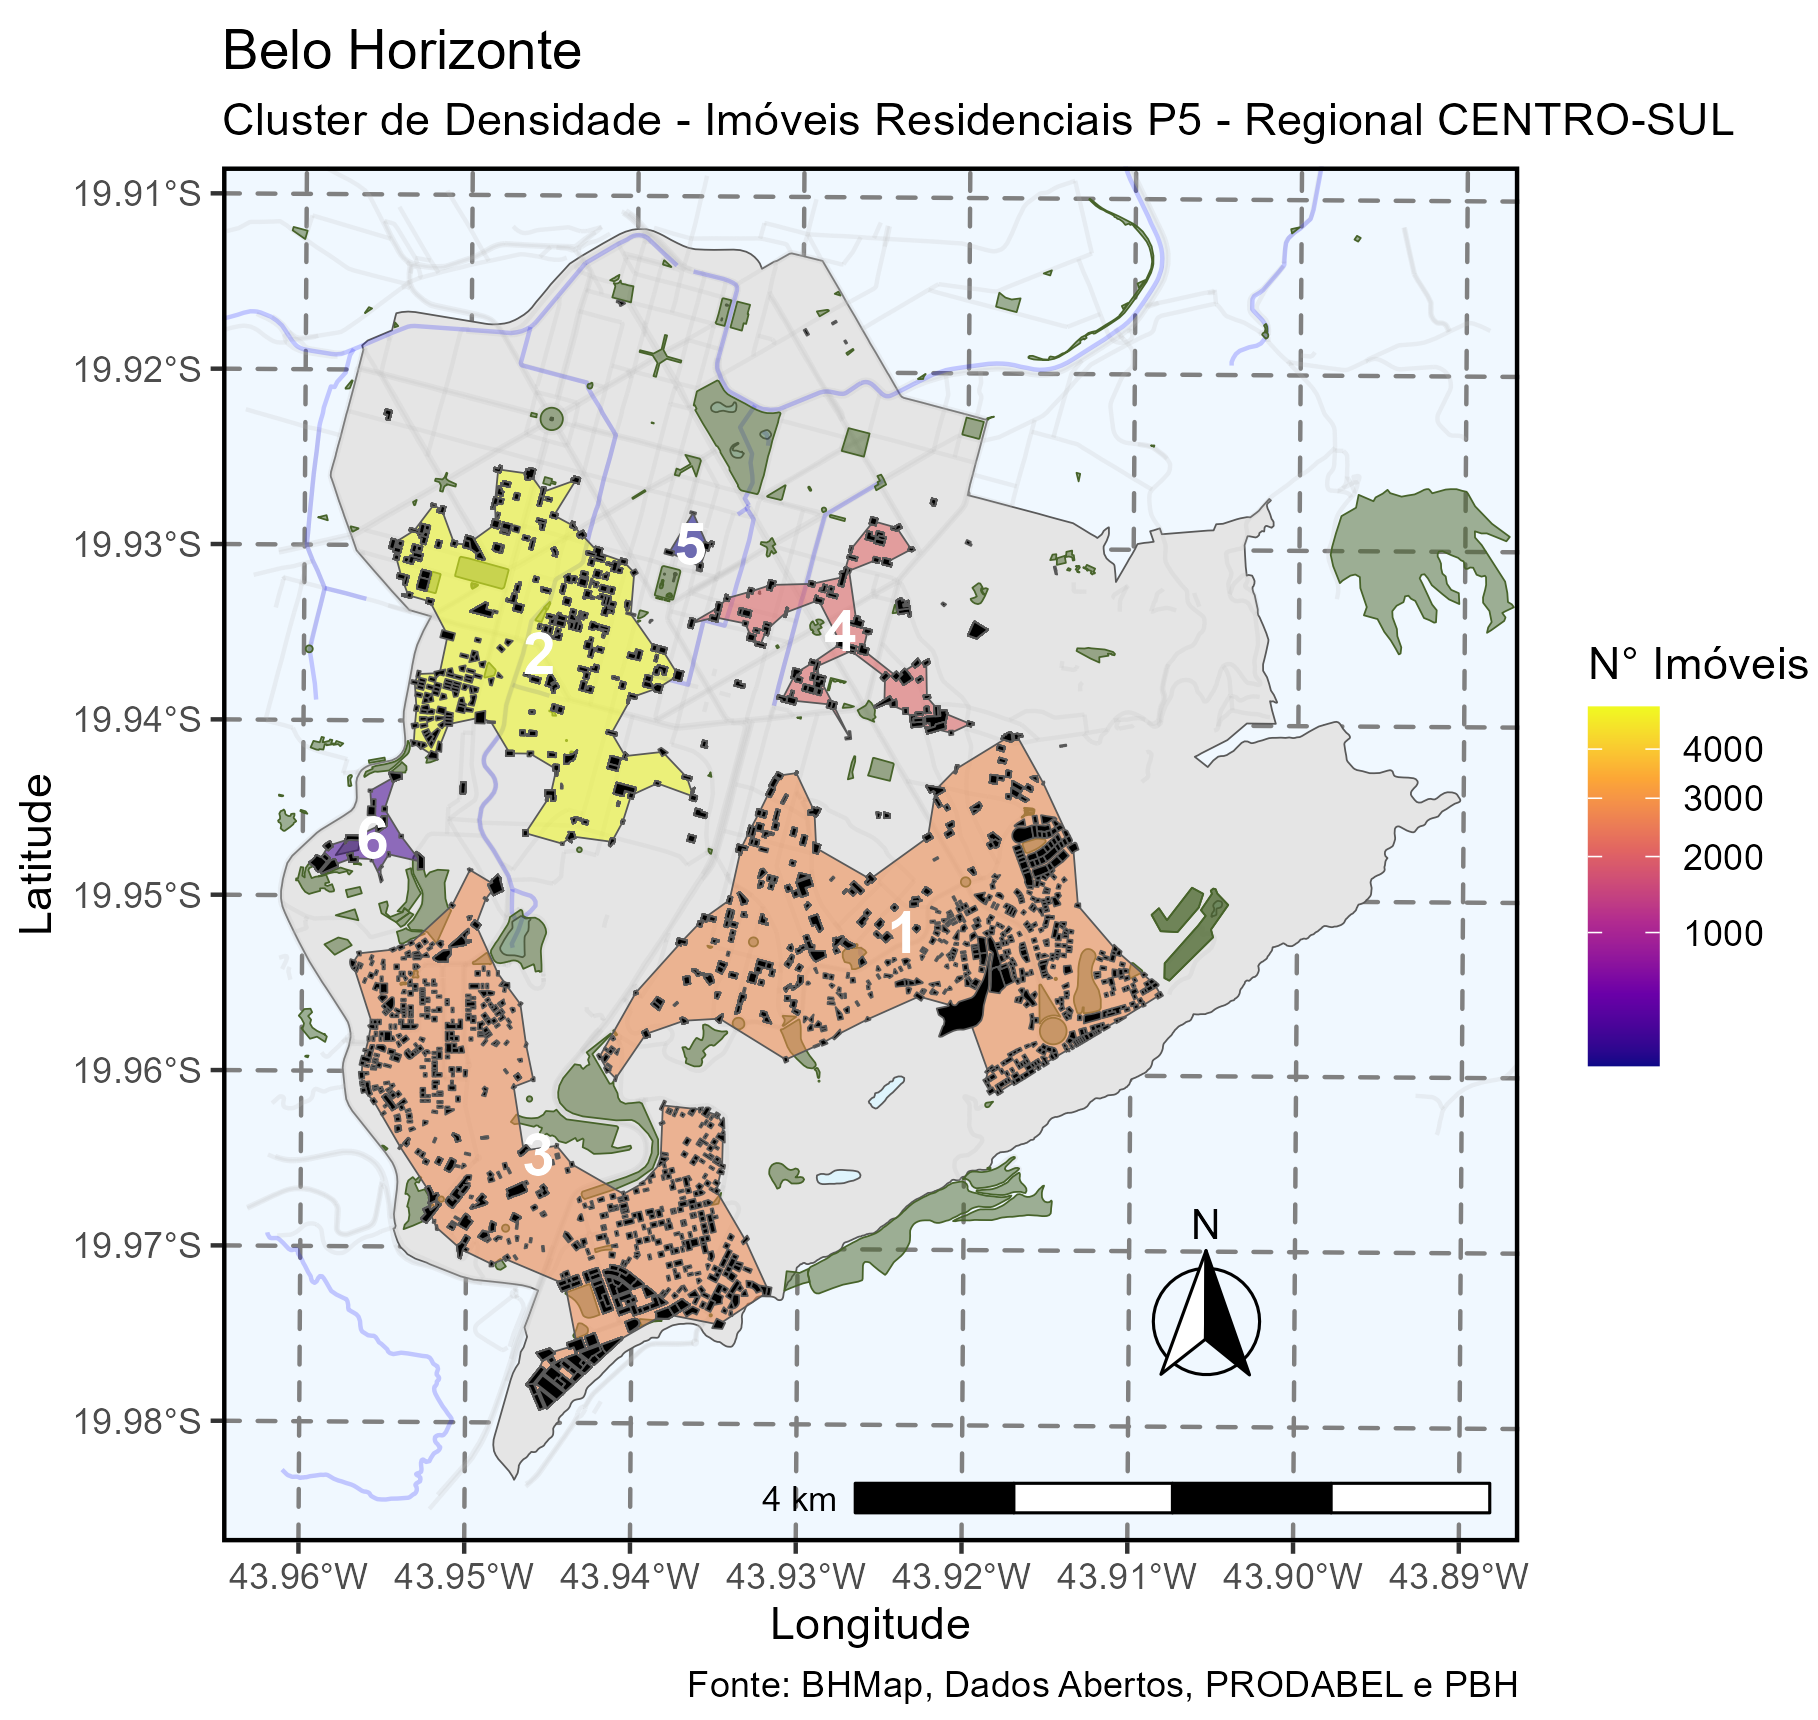 Belo Horizonte
Cluster de Densidade - Imóveis Residenciais P5 - Regional CENTRO-SUL
19.91°S
19.92°S
19.93°S
19.94°S
19.95°S
19.96°S
19.97°S
19.98°S
Latitude
5
4
2
6
1
3
N
4 km
N° Imóveis
4000
3000
2000
1000
43.96°W 43.95°W 43.94°W 43.93°W 43.92°W 43.91°W 43.90°W 43.89°W
Longitude
Fonte: BHMap, Dados Abertos, PRODABEL e PBH